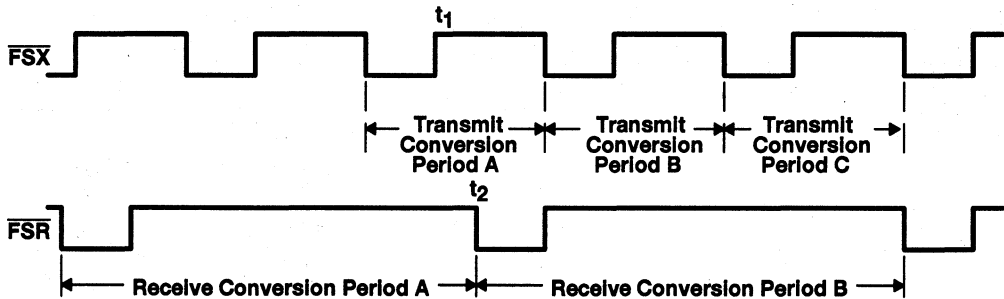 t1
FSX
Transmit Conversion Period A
Transmit Conversion Period B
Transmit Conversion Period C
t2
FSR
Receive Conversion Period A
Receive Conversion Period B